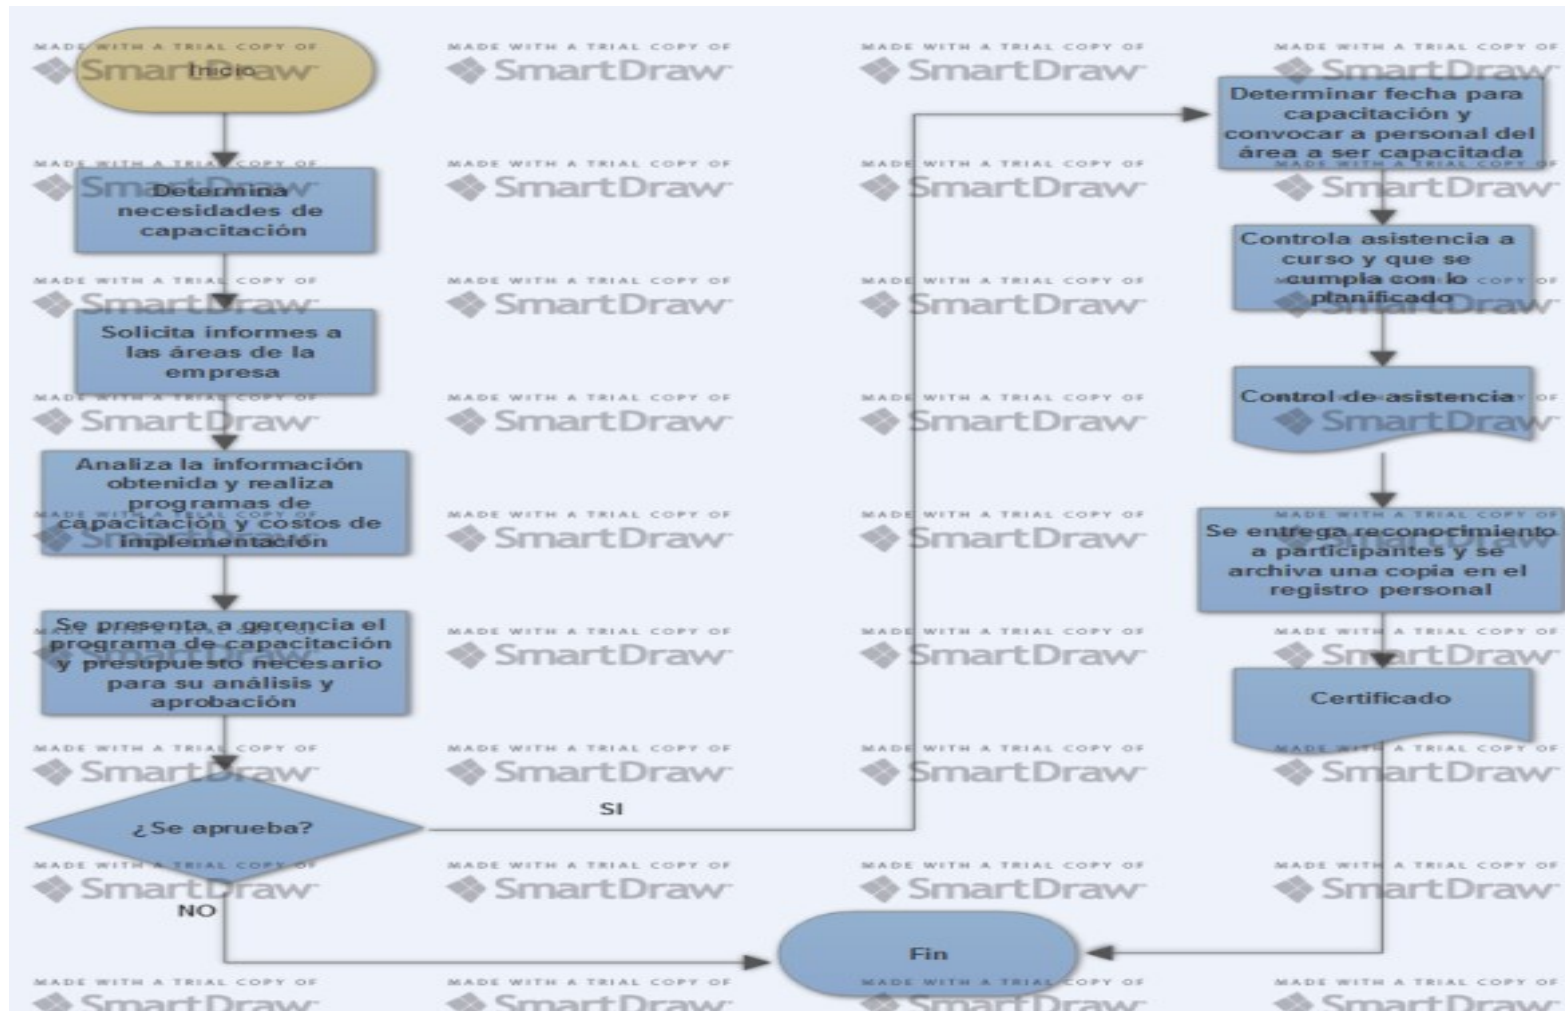 Inicio
Determina
necesidades de
capacitación
Solicita informes a
las áreas de la
empresa
Analiza la información
obtenida y realiza
programas de
capacitación y costos de
implementación
Se presenta a gerencia el
programa de capacitación
y presupuesto necesario
para su análisis y
aprobación
¿Se aprueba?
SI
NO
Determinar fecha para
capacitación y
convocar a personal del
área a ser capacitada
Controla asistencia a
curso y que se
cumpla con lo
planificado
Control de asistencia
Se entrega reconocimiento
a participantes y se
archiva una copia en el
registro personal
Certificado
Fin
MADE WITH A TRIAL COPY OF
SmartDraw